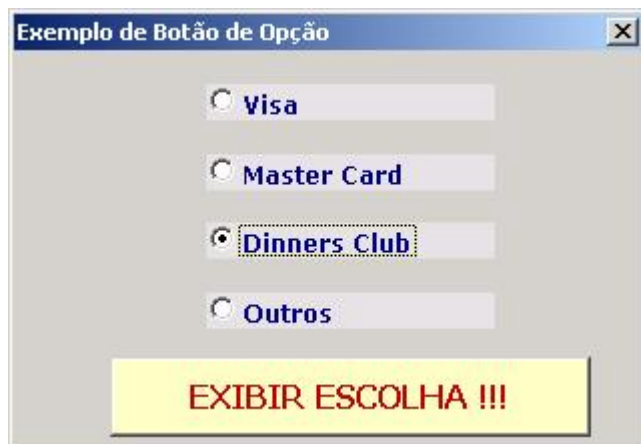 Exemplo de Botão de Opção
Visa
Master Card
Dinners Club
Outros
EXIBIR ESCOLHA !!!